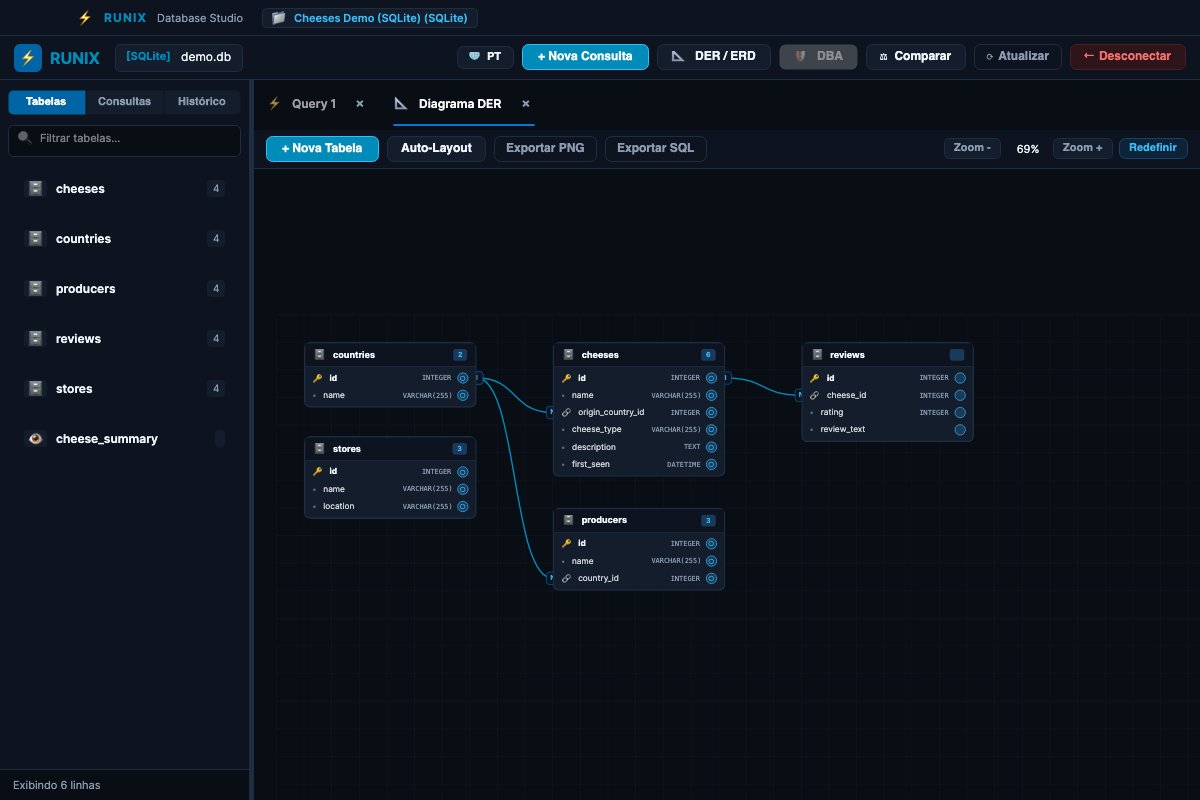 RUNIX Database Studio Cheeses Demo (SQLite) (SQLite)
RUNIX [SQLite] demo.db PT + Nova Consulta DER / ERD DBA Comparar Atualizar ← Desconectar
Tabelas Consultas Histórico
Query 1 × Diagrama DER ×
Filtrar tabelas...
+ Nova Tabela Auto-Layout Exportar PNG Exportar SQL Zoom - 69% Zoom + Redefinir
cheeses 4
countries 4
producers 4
reviews 4
stores 4
cheese_summary
countries 2
id INTEGER
name VARCHAR(255)
stores 3
id INTEGER
name VARCHAR(255)
location VARCHAR(255)
cheeses 6
id INTEGER
name VARCHAR(255)
origin_country_id INTEGER
cheese_type VARCHAR(255)
description TEXT
first_seen DATETIME
producers 3
id INTEGER
name VARCHAR(255)
country_id INTEGER
reviews
id INTEGER
cheese_id INTEGER
rating INTEGER
review_text
Exibindo 6 linhas